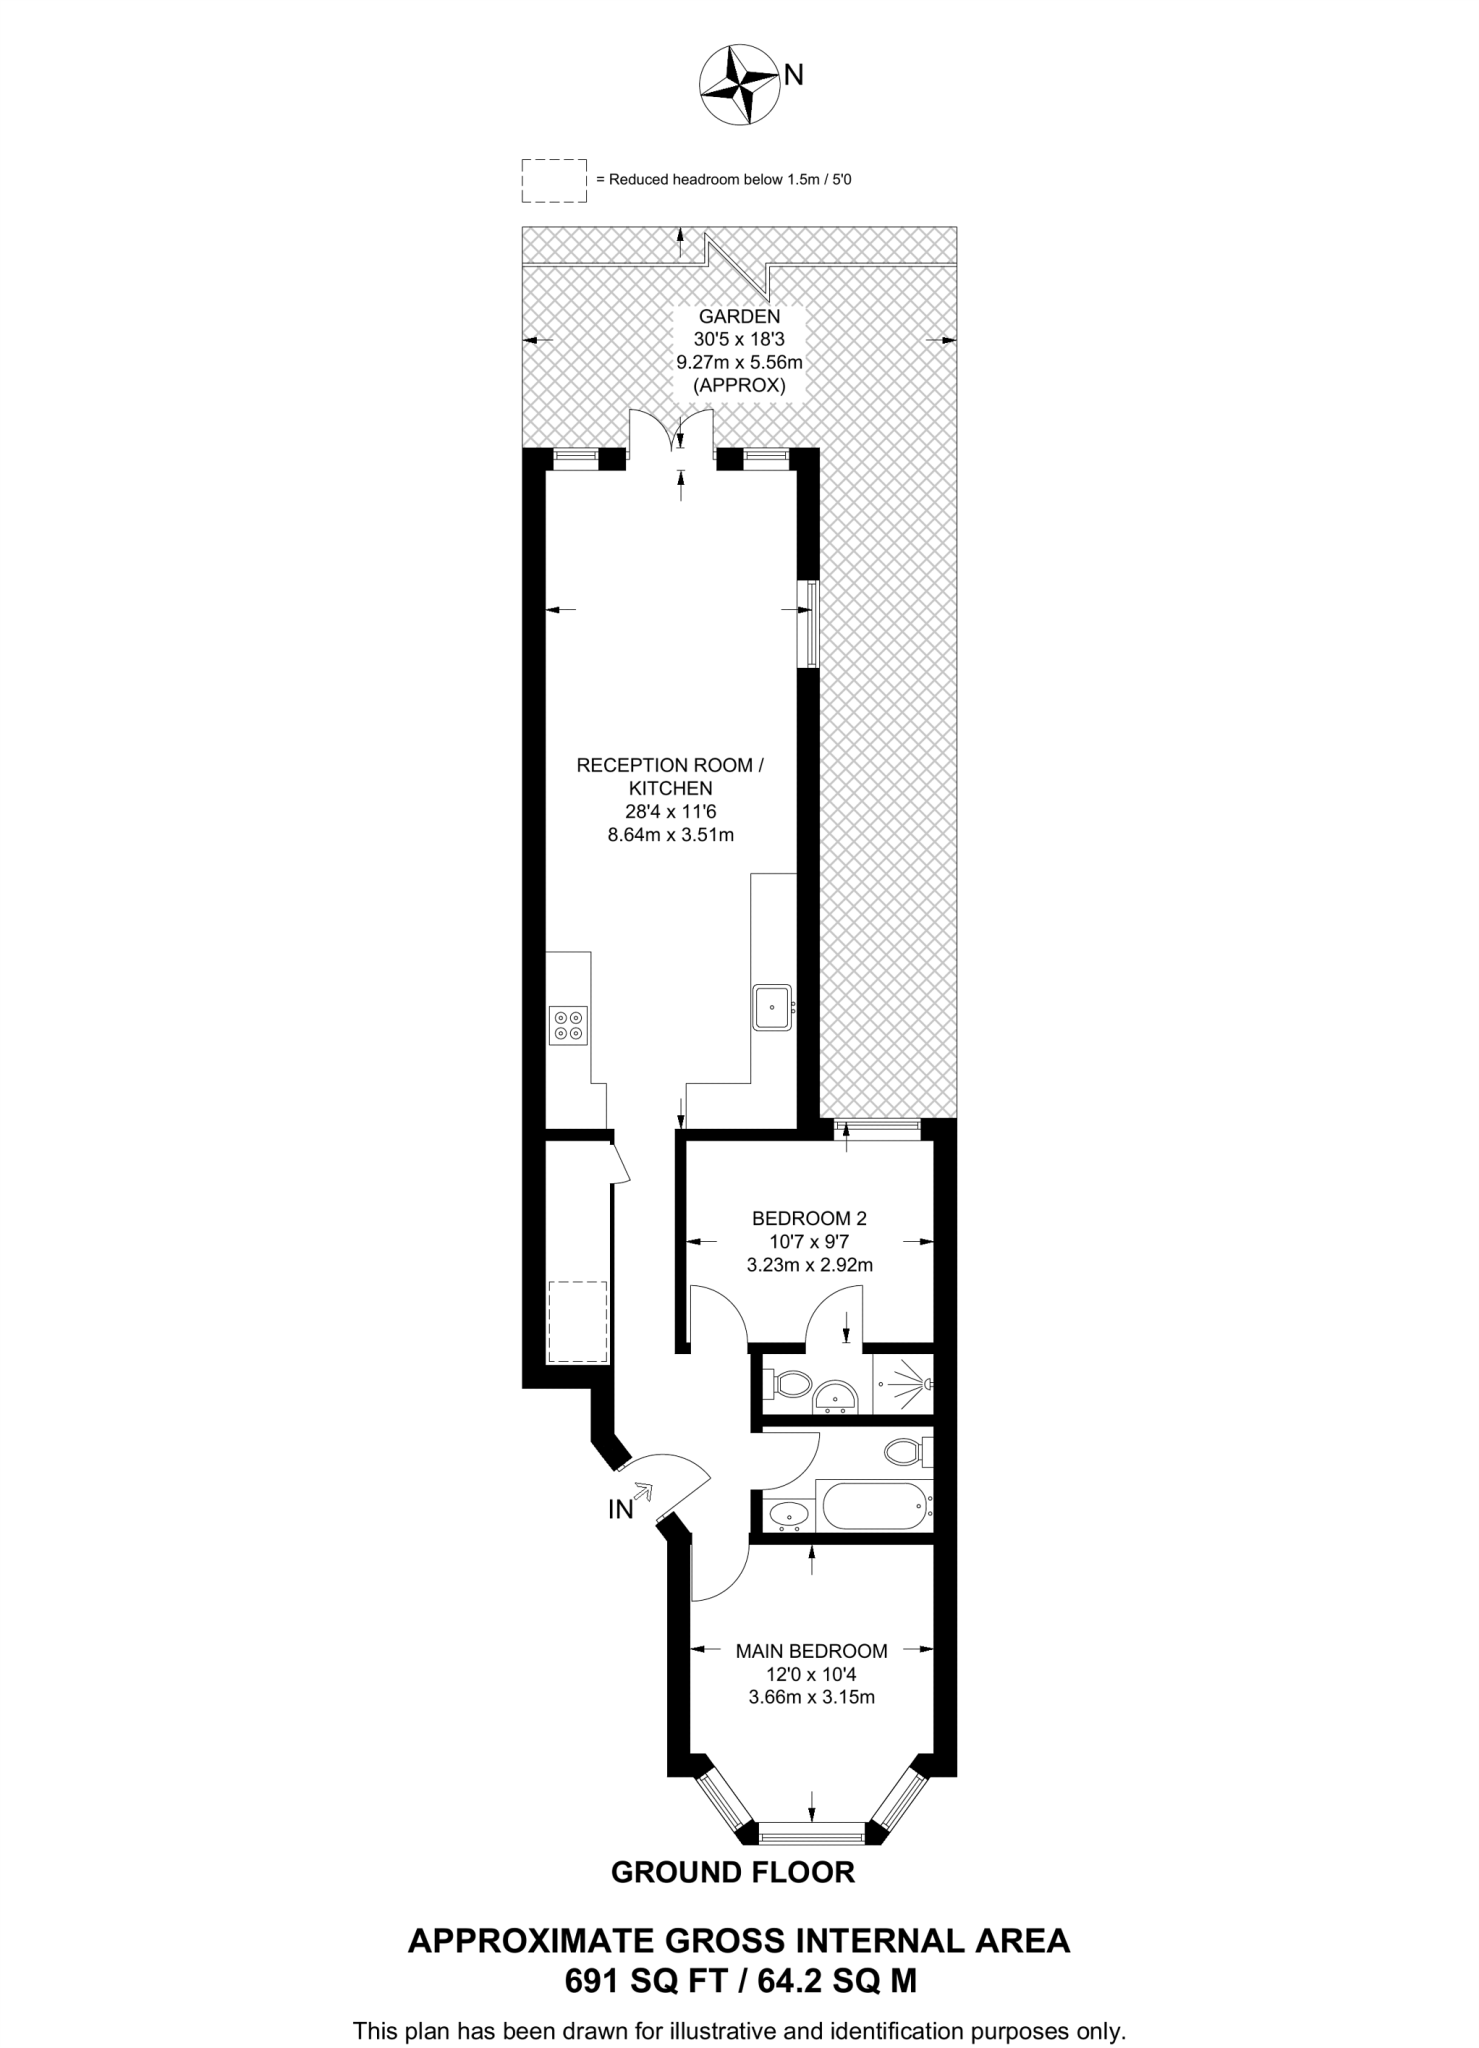 N
= Reduced headroom below 1.5m / 5'0
GARDEN
30'5 x 18'3
9.27m x 5.56m
(APPROX)
RECEPTION ROOM /
KITCHEN
28'4 x 11'6
8.64m x 3.51m
BEDROOM 2
10'7 x 9'7
3.23m x 2.92m
IN
MAIN BEDROOM
12'0 x 10'4
3.66m x 3.15m
GROUND FLOOR
APPROXIMATE GROSS INTERNAL AREA
691 SQ FT / 64.2 SQ M
This plan has been drawn for illustrative and identification purposes only.